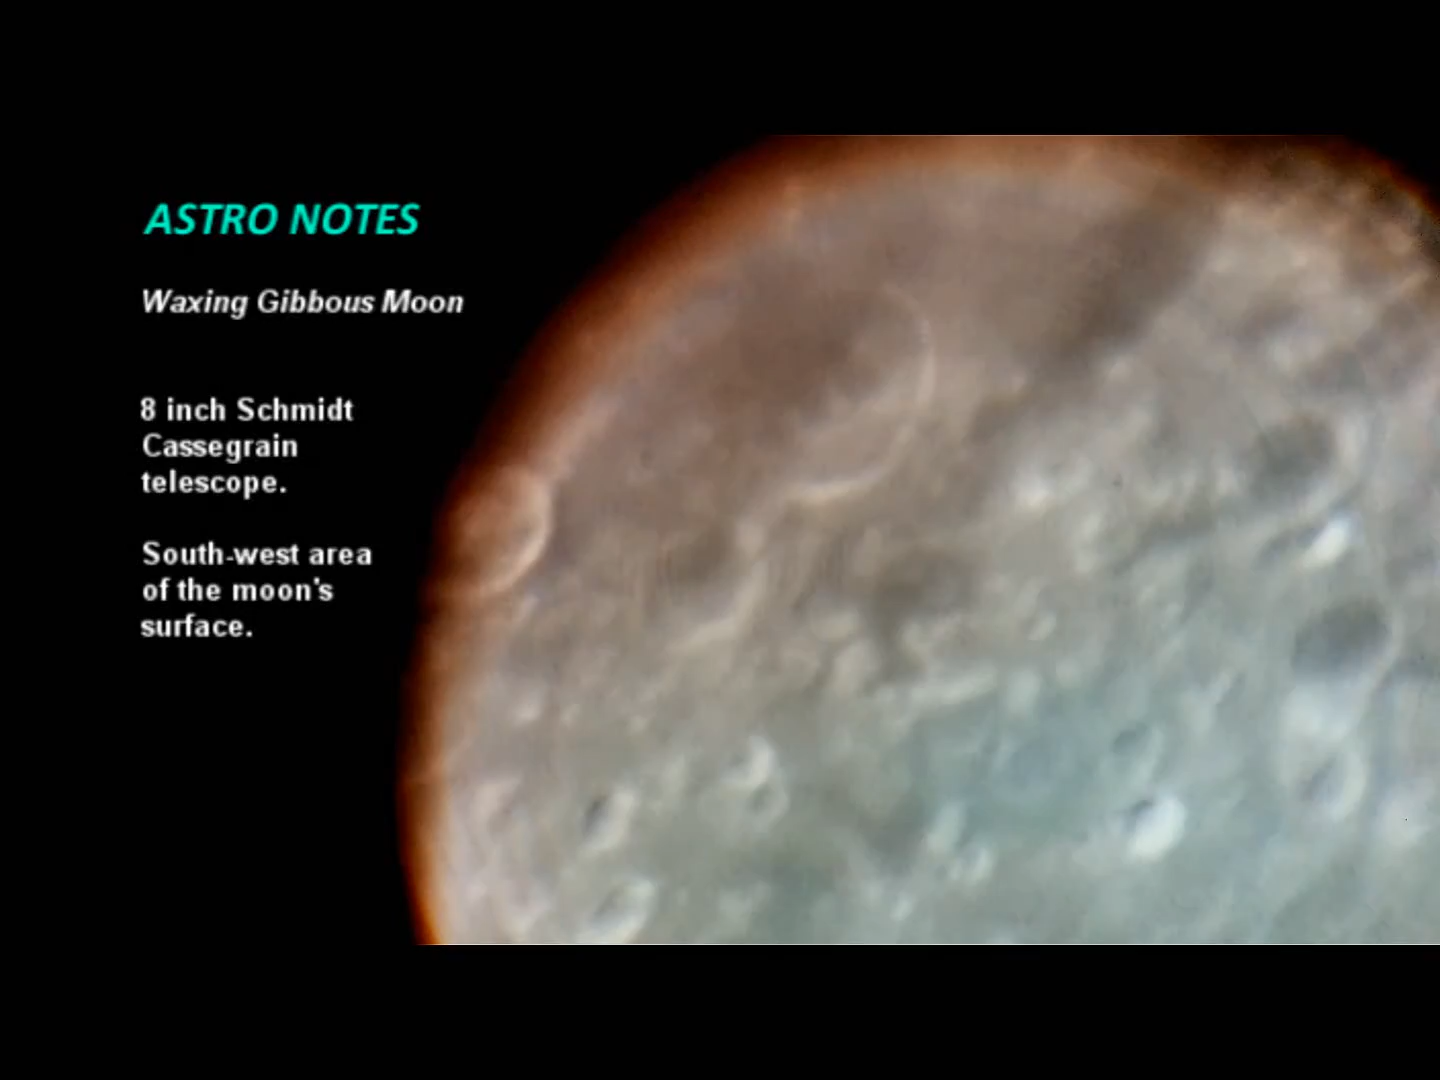 ASTRO NOTES
Waxing Gibbous Moon
8 inch Schmidt
Cassegrain
telescope.
South-west area
of the moon's
surface.